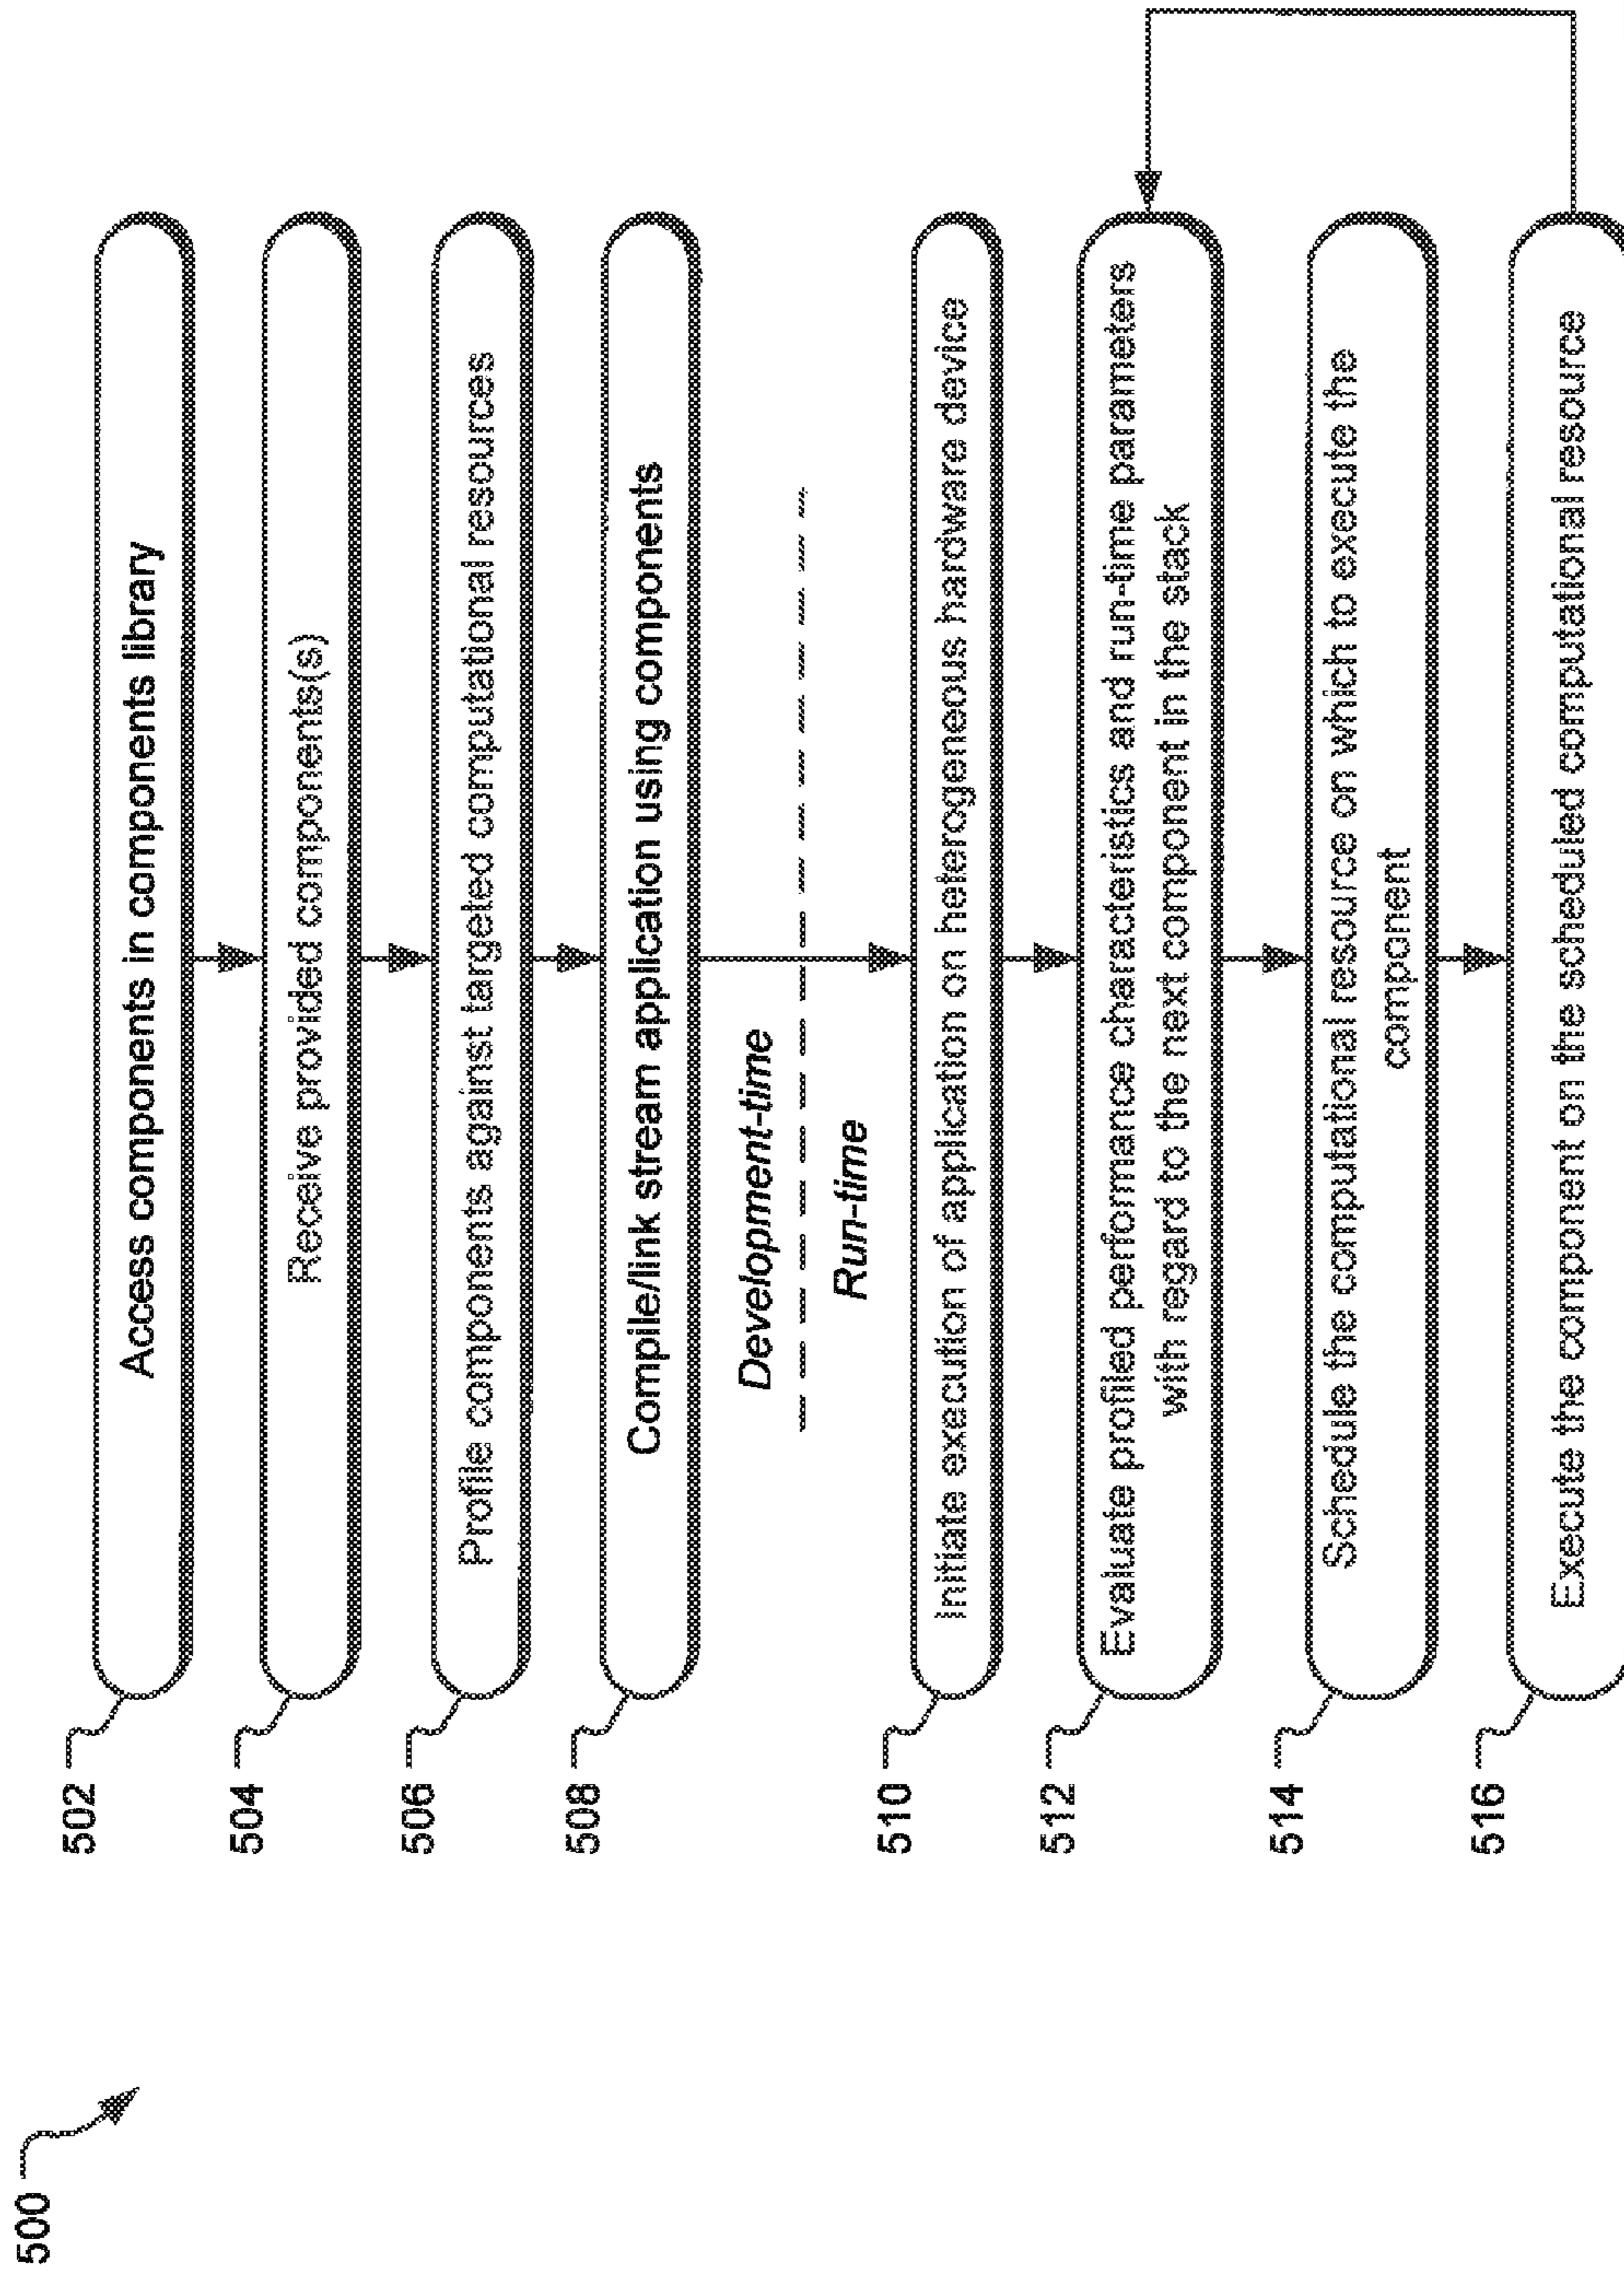 500
502
Access components in components library
504
Receive provided components(s)
506
Profile components against targeted computational resources
508
Compile/link stream application using components
Development-time
Run-time
510
Initiate execution of application on heterogeneous hardware device
512
Evaluate profiled performance characteristics and run-time parameters
with regard to the next component in the stack
514
Schedule the computational resource on which to execute the
component
516
Execute the component on the scheduled computational resource